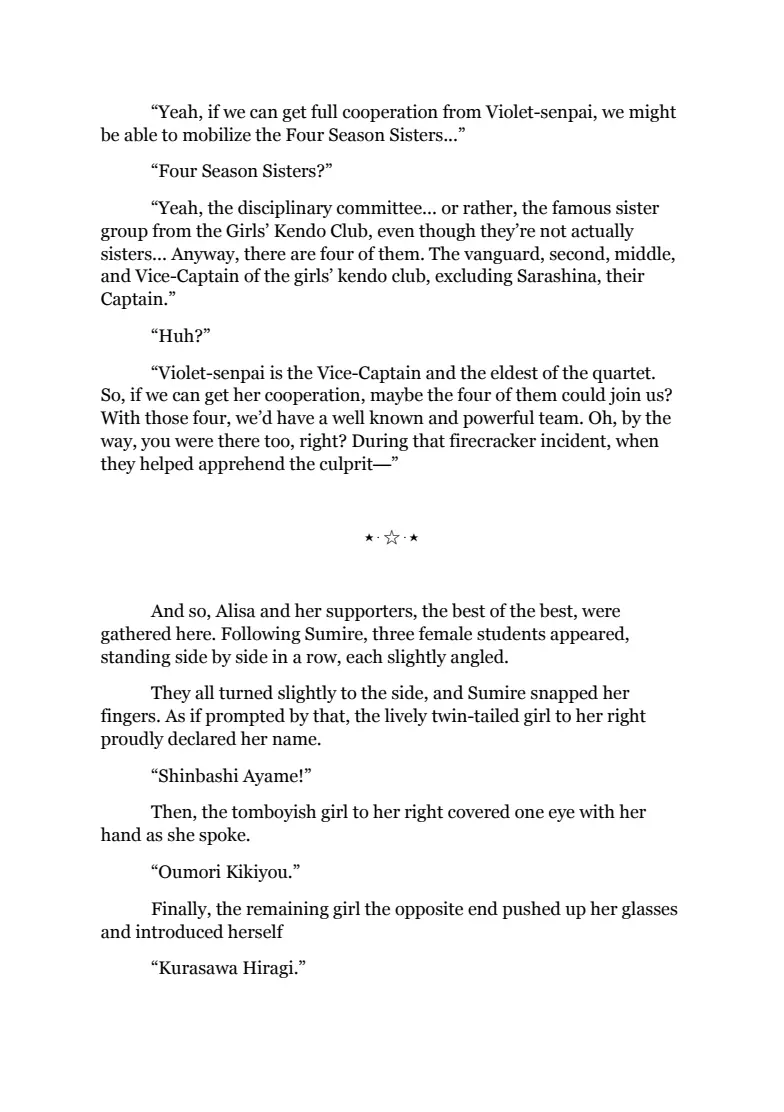 “Yeah, if we can get full cooperation from Violet-senpai, we might
be able to mobilize the Four Season Sisters...”
“Four Season Sisters?”
“Yeah, the disciplinary committee... or rather, the famous sister
group from the Girls’ Kendo Club, even though they’re not actually
sisters... Anyway, there are four of them. The vanguard, second, middle,
and Vice-Captain of the girls’ kendo club, excluding Sarashina, their
Captain.”
“Huh?”
“Violet-senpai is the Vice-Captain and the eldest of the quartet.
So, if we can get her cooperation, maybe the four of them could join us?
With those four, we’d have a well known and powerful team. Oh, by the
way, you were there too, right? During that firecracker incident, when
they helped apprehend the culprit—”
⋆·☆·⋆
And so, Alisa and her supporters, the best of the best, were
gathered here. Following Sumire, three female students appeared,
standing side by side in a row, each slightly angled.
They all turned slightly to the side, and Sumire snapped her
fingers. As if prompted by that, the lively twin-tailed girl to her right
proudly declared her name.
“Shinbashi Ayame!”
Then, the tomboyish girl to her right covered one eye with her
hand as she spoke.
“Oumori Kikiyou.”
Finally, the remaining girl the opposite end pushed up her glasses
and introduced herself
“Kurasawa Hiragi.”